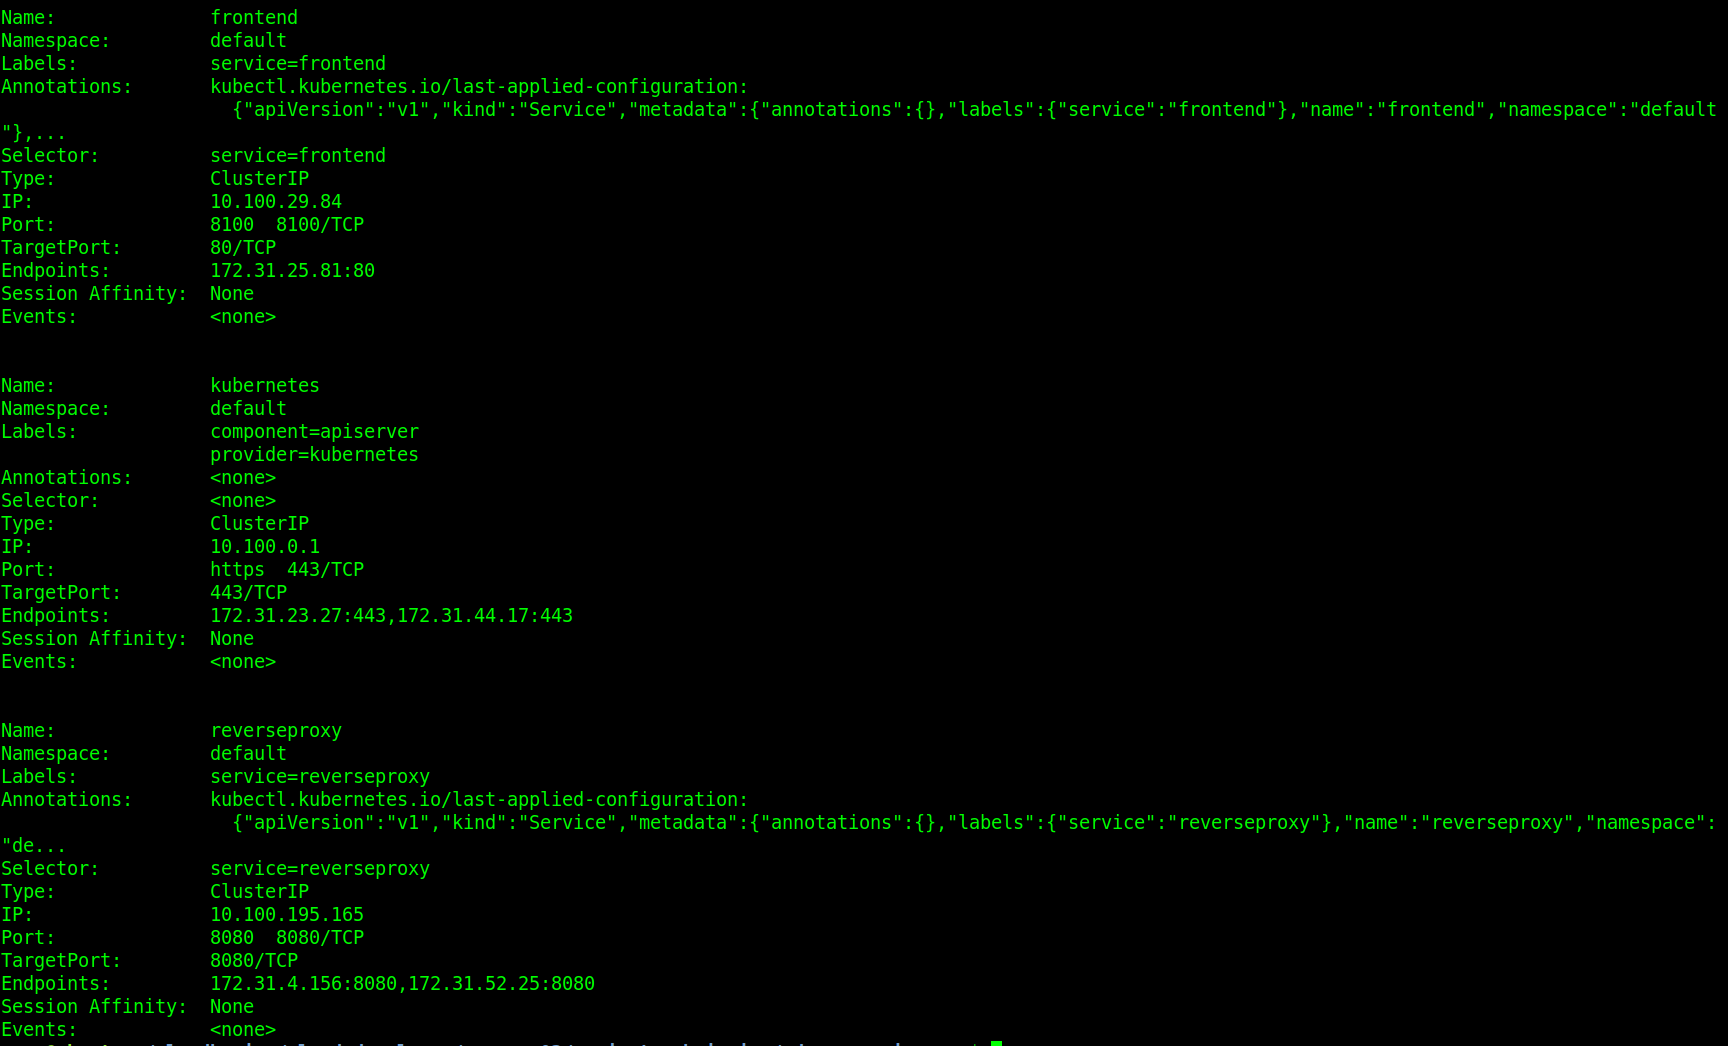 Name:              frontend
Namespace:         default
Labels:            service=frontend
Annotations:       kubectl.kubernetes.io/last-applied-configuration:
                     {"apiVersion":"v1","kind":"Service","metadata":{"annotations":{},"labels":{"service":"frontend"},"name":"frontend","namespace":"default
"},...
Selector:          service=frontend
Type:              ClusterIP
IP:                10.100.29.84
Port:              8100  8100/TCP
TargetPort:        80/TCP
Endpoints:         172.31.25.81:80
Session Affinity:  None
Events:            <none>
Name:              kubernetes
Namespace:         default
Labels:            component=apiserver
                   provider=kubernetes
Annotations:       <none>
Selector:          <none>
Type:              ClusterIP
IP:                10.100.0.1
Port:              https  443/TCP
TargetPort:        443/TCP
Endpoints:         172.31.23.27:443,172.31.44.17:443
Session Affinity:  None
Events:            <none>
Name:              reverseproxy
Namespace:         default
Labels:            service=reverseproxy
Annotations:       kubectl.kubernetes.io/last-applied-configuration:
                     {"apiVersion":"v1","kind":"Service","metadata":{"annotations":{},"labels":{"service":"reverseproxy"},"name":"reverseproxy","namespace":
"de...
Selector:          service=reverseproxy
Type:              ClusterIP
IP:                10.100.195.165
Port:              8080  8080/TCP
TargetPort:        8080/TCP
Endpoints:         172.31.4.156:8080,172.31.52.25:8080
Session Affinity:  None
Events:            <none>